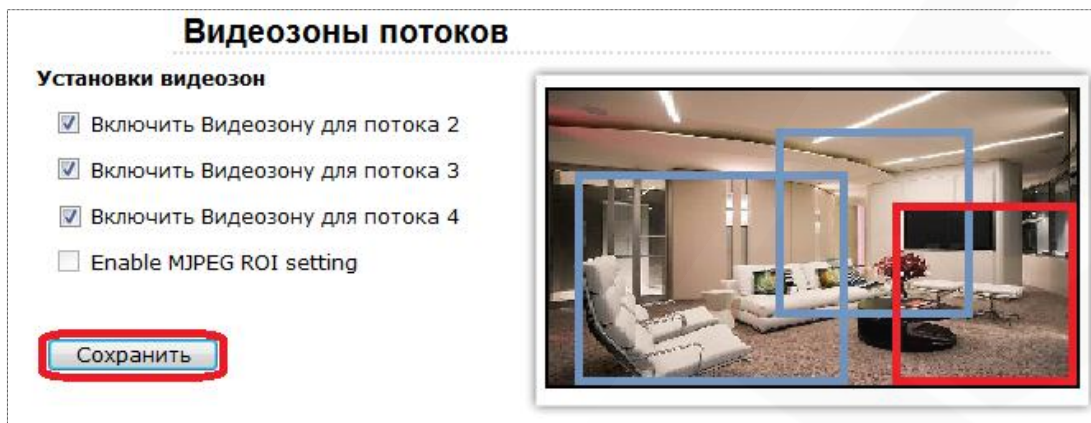 Видеозоны потоков
Установки видеозон
Включить Видеозону для потока 2
Включить Видеозону для потока 3
Включить Видеозону для потока 4
Enable MJPEG ROI setting
Сохранить